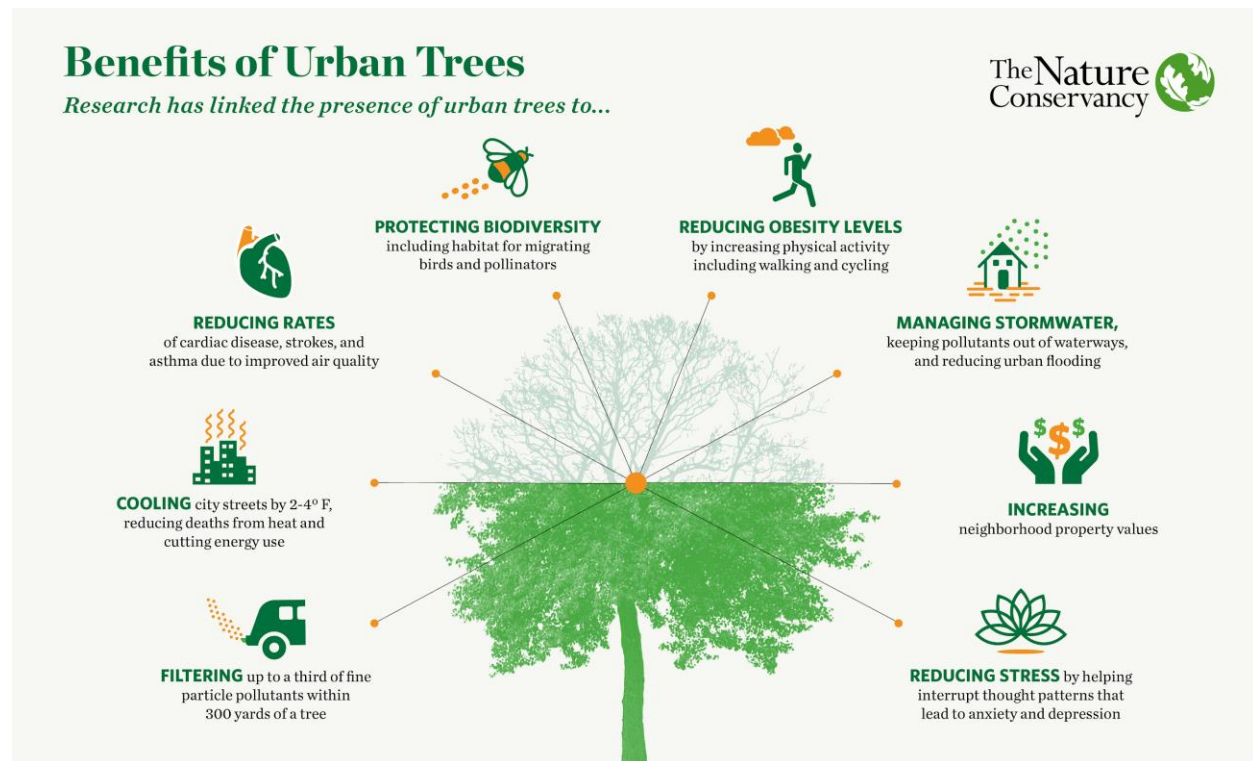 Benefits of Urban Trees
Research has linked the presence of urban trees to...
The Nature
Conservancy
PROTECTING BIODIVERSITY
including habitat for migrating
birds and pollinators
REDUCING OBESITY LEVELS
by increasing physical activity
including walking and cycling
REDUCING RATES
of cardiac disease, strokes, and
asthma due to improved air quality
MANAGING STORMWATER,
keeping pollutants out of waterways,
and reducing urban flooding
COOLING city streets by 2-4° F,
reducing deaths from heat and
cutting energy use
$ $ $
INCREASING
neighborhood property values
FILTERING up to a third of fine
particle pollutants within
300 yards of a tree
REDUCING STRESS by helping
interrupt thought patterns that
lead to anxiety and depression